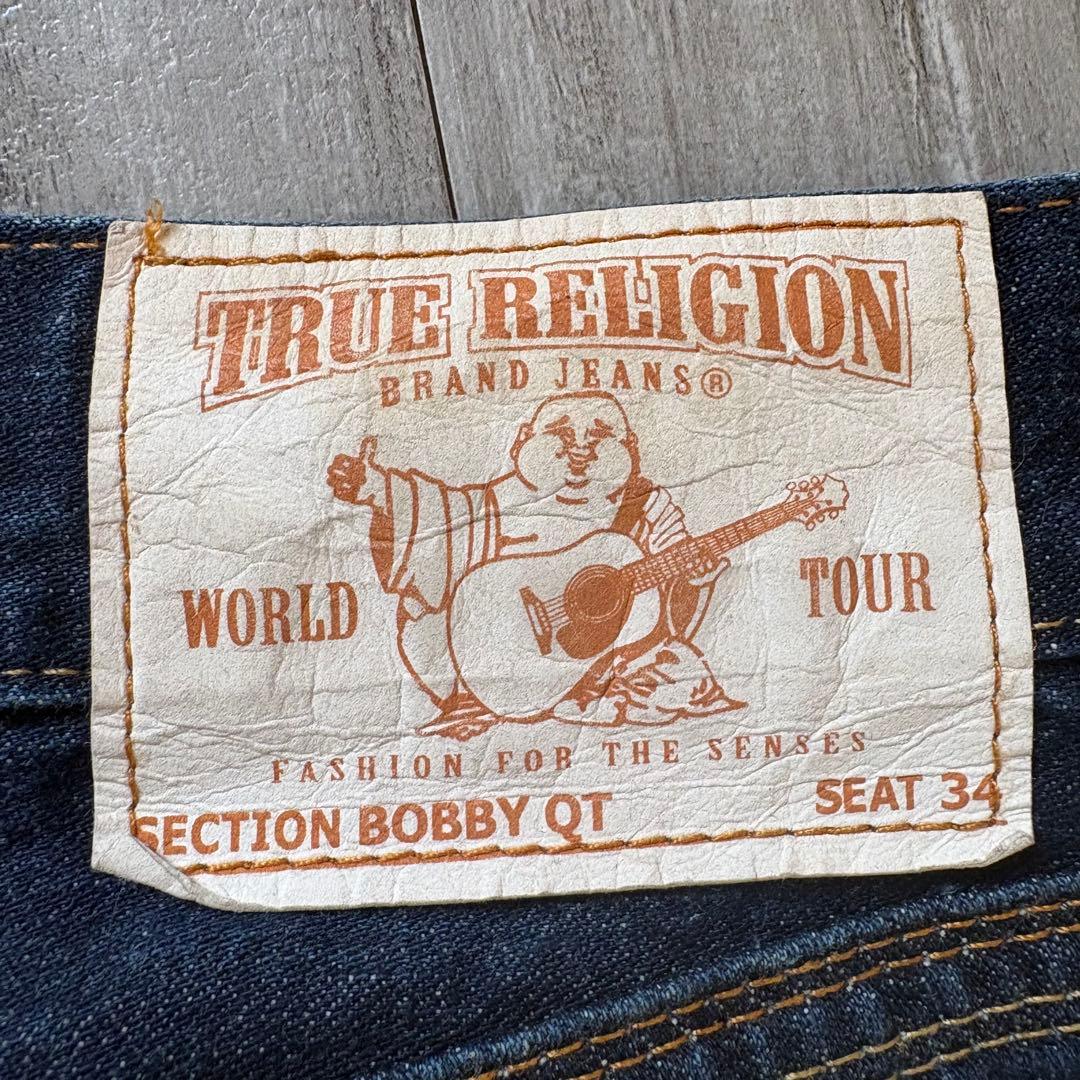 TRUE RELIGION
BRAND JEANS®
WORLD TOUR
FASHION FOR THE SENSES
SECTION BOBBY QT SEAT 34